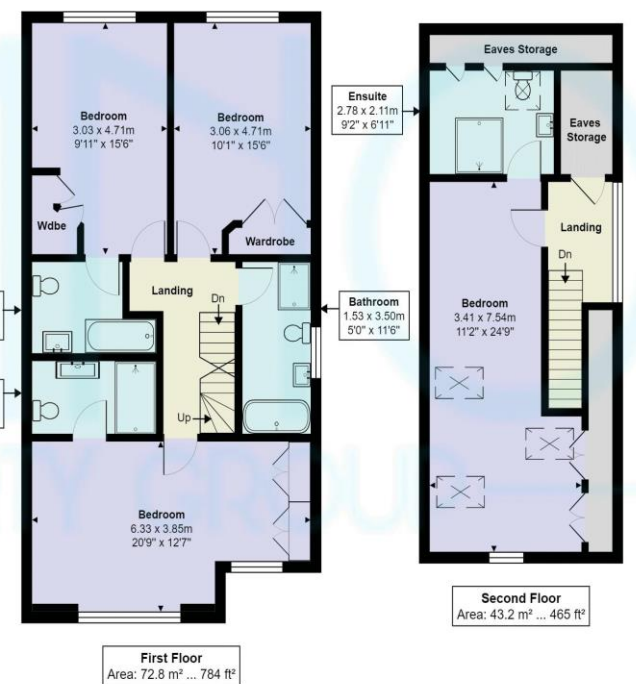 Bedroom
3.03 x 4.71m
9'11" x 15'6"
Bedroom
3.06 x 4.71m
10'1" x 15'6"
Wdbe
Wardrobe
Landing
Dn
Up
Bathroom
1.53 x 3.50m
5'0" x 11'6"
Bedroom
6.33 x 3.85m
20'9" x 12'7"
First Floor
Area: 72.8 m² ... 784 ft²
Eaves Storage
Ensuite
2.78 x 2.11m
9'2" x 6'11"
Eaves
Storage
Landing
Dn
Bedroom
3.41 x 7.54m
11'2" x 24'9"
Second Floor
Area: 43.2 m² ... 465 ft²
TY GROUP